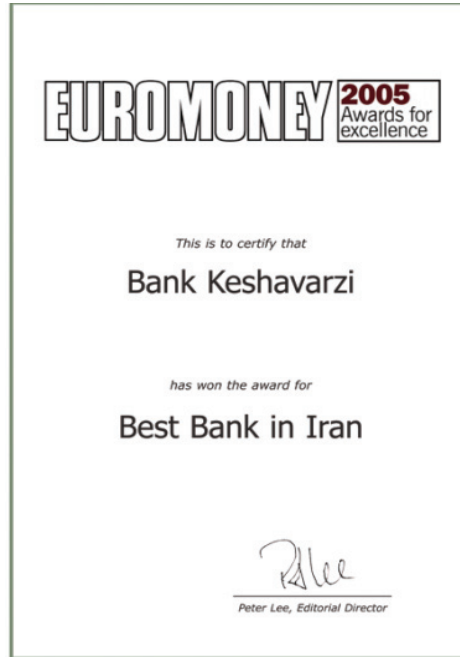 EUROMONEY
2005
Awards for
excellence
This is to certify that
Bank Keshavarzi
has won the award for
Best Bank in Iran
Peter Lee, Editorial Director